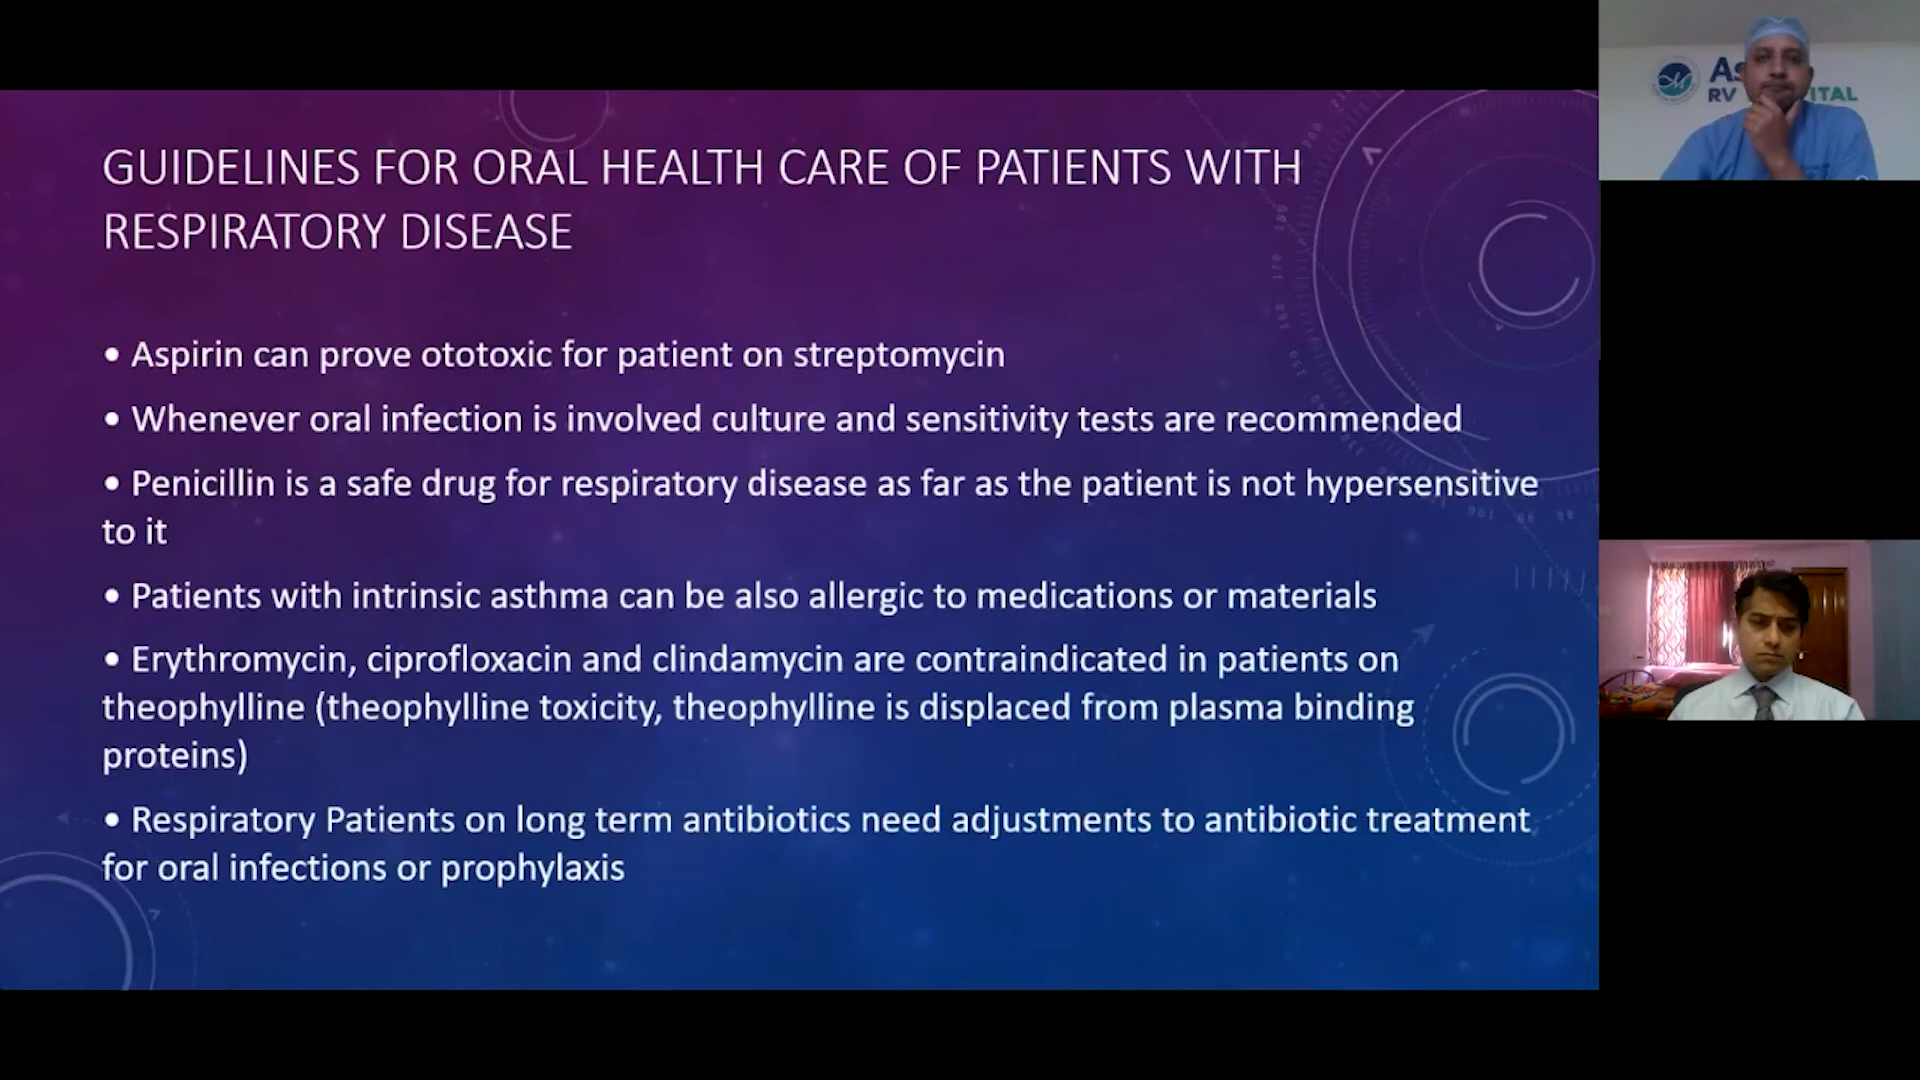 GUIDELINES FOR ORAL HEALTH CARE OF PATIENTS WITH
RESPIRATORY DISEASE
• Aspirin can prove ototoxic for patient on streptomycin
• Whenever oral infection is involved culture and sensitivity tests are recommended
• Penicillin is a safe drug for respiratory disease as far as the patient is not hypersensitive
to it
• Patients with intrinsic asthma can be also allergic to medications or materials
• Erythromycin, ciprofloxacin and clindamycin are contraindicated in patients on
theophylline (theophylline toxicity, theophylline is displaced from plasma binding
proteins)
• Respiratory Patients on long term antibiotics need adjustments to antibiotic treatment
for oral infections or prophylaxis
RV